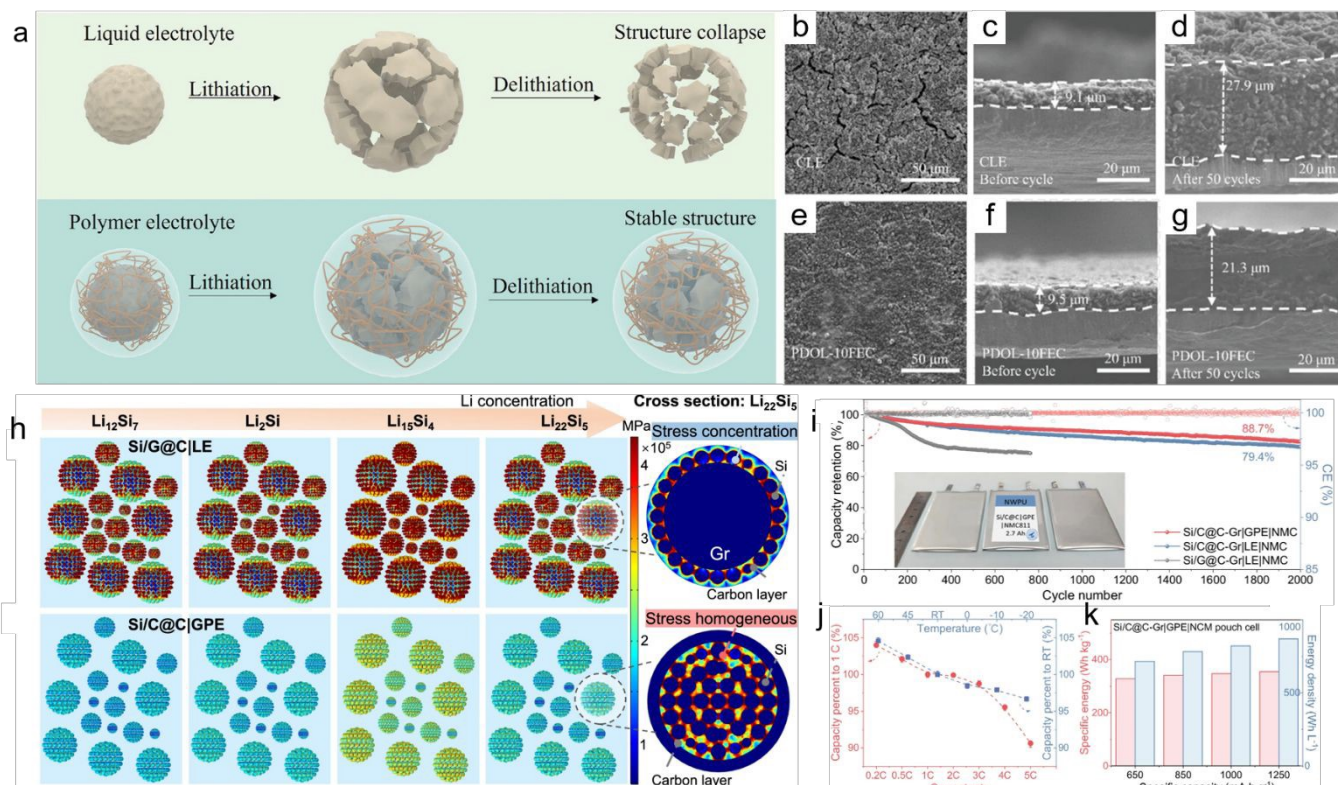 a
Liquid electrolyte
Structure collapse
Lithiation
Delithiation
Polymer electrolyte
Stable structure
Lithiation
Delithiation
b
CLE
50 μm
c
9.1 μm
CLE
Before cycle
20 μm
d
27.9 μm
CLE
After 50 cycles
20 μm
e
PDOL-10FEC
50 μm
f
9.5 μm
PDOL-10FEC
Before cycle
20 μm
g
21.3 μm
PDOL-10FEC
After 50 cycles
20 μm
h
Li concentration
Li12Si7
Li2Si
Li15Si4
Li22Si5
Si/G@C|LE
Si/C@C|GPE
MPa
×10⁵
4
3
2
1
Cross section: Li22Si5
Stress concentration
Si
Gr
Carbon layer
Stress homogeneous
Si
Carbon layer
i
Capacity retention (%)
100
80
60
40
20
0
88.7%
79.4%
NWPU
Si/C@C|GPE
|NMC811
2.7 Ah
Si/C@C-Gr|GPE|NMC
Si/C@C-Gr|LE|NMC
Si/G@C-Gr|LE|NMC
100
95
90
85
CE (%)
0 400 800 1200 1600 2000
Cycle number
j
60 45 RT 0 -10 -20
Temperature (°C)
Capacity percent to 1 C (%)
105
100
95
90
Capacity percent to RT (%)
105
100
95
90
0.2C 0.5C 1C 2C 3C 4C 5C
k
Si/C@C-Gr|GPE|NCM pouch cell
Specific energy (Wh kg⁻¹)
400
200
0
1000
500
0
Energy density (Wh L⁻¹)
650 850 1000 1250